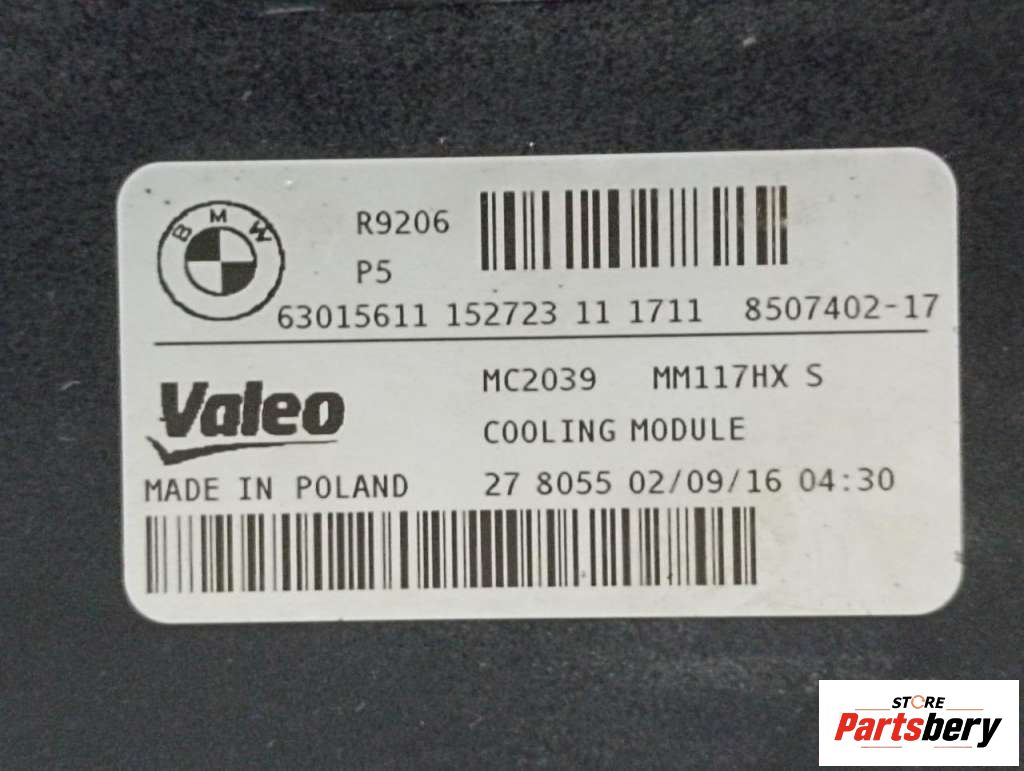 BMW
R9206
P5
63015611 152723 11 1711 8507402-17
Valeo
MC2039 MM117HX S
COOLING MODULE
MADE IN POLAND
27 8055 02/09/16 04:30
STORE
Partsbery